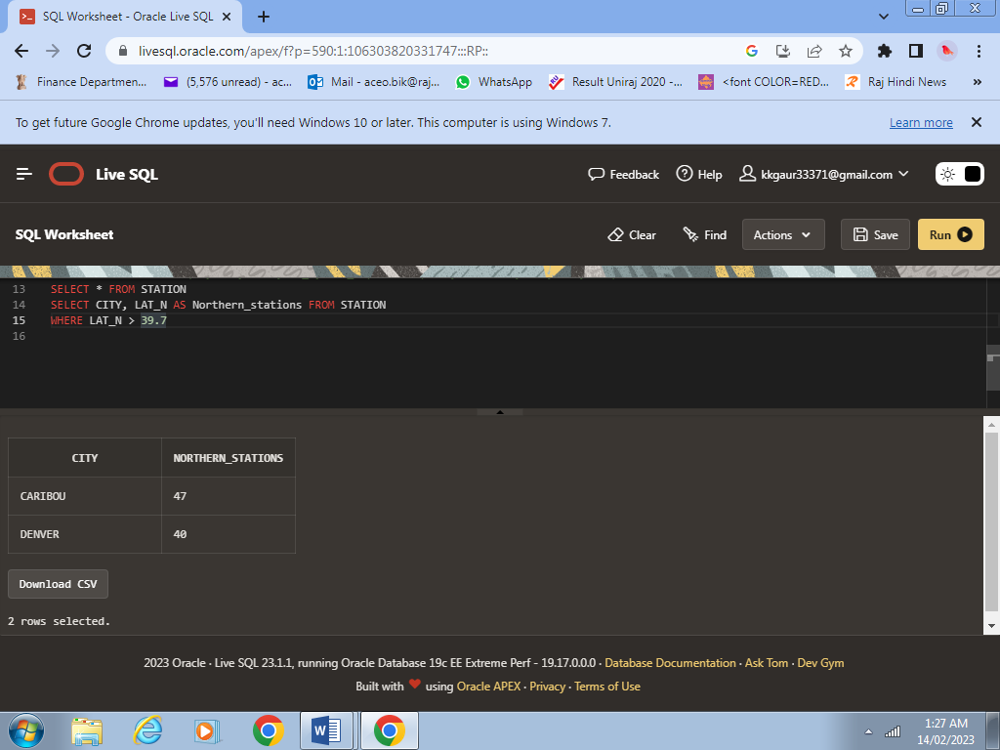 SQL Worksheet - Oracle Live SQL
livesql.oracle.com/apex/f?p=590:1:106303820331747:::RP::
Finance Departmen... (5,576 unread) - ac... Mail - aceo.bik@raj... WhatsApp Result Uniraj 2020 -... <font COLOR=RED... Raj Hindi News »
To get future Google Chrome updates, you'll need Windows 10 or later. This computer is using Windows 7. Learn more
Live SQL Feedback Help kkgaur33371@gmail.com
SQL Worksheet Clear Find Actions Save Run
13 SELECT * FROM STATION
14 SELECT CITY, LAT_N AS Northern_stations FROM STATION
15 WHERE LAT_N > 39.7
16
CITY NORTHERN_STATIONS
CARIBOU 47
DENVER 40
Download CSV
2 rows selected.
2023 Oracle · Live SQL 23.1.1, running Oracle Database 19c EE Extreme Perf - 19.17.0.0.0 · Database Documentation · Ask Tom · Dev Gym
Built with ❤ using Oracle APEX · Privacy · Terms of Use
1:27 AM
14/02/2023